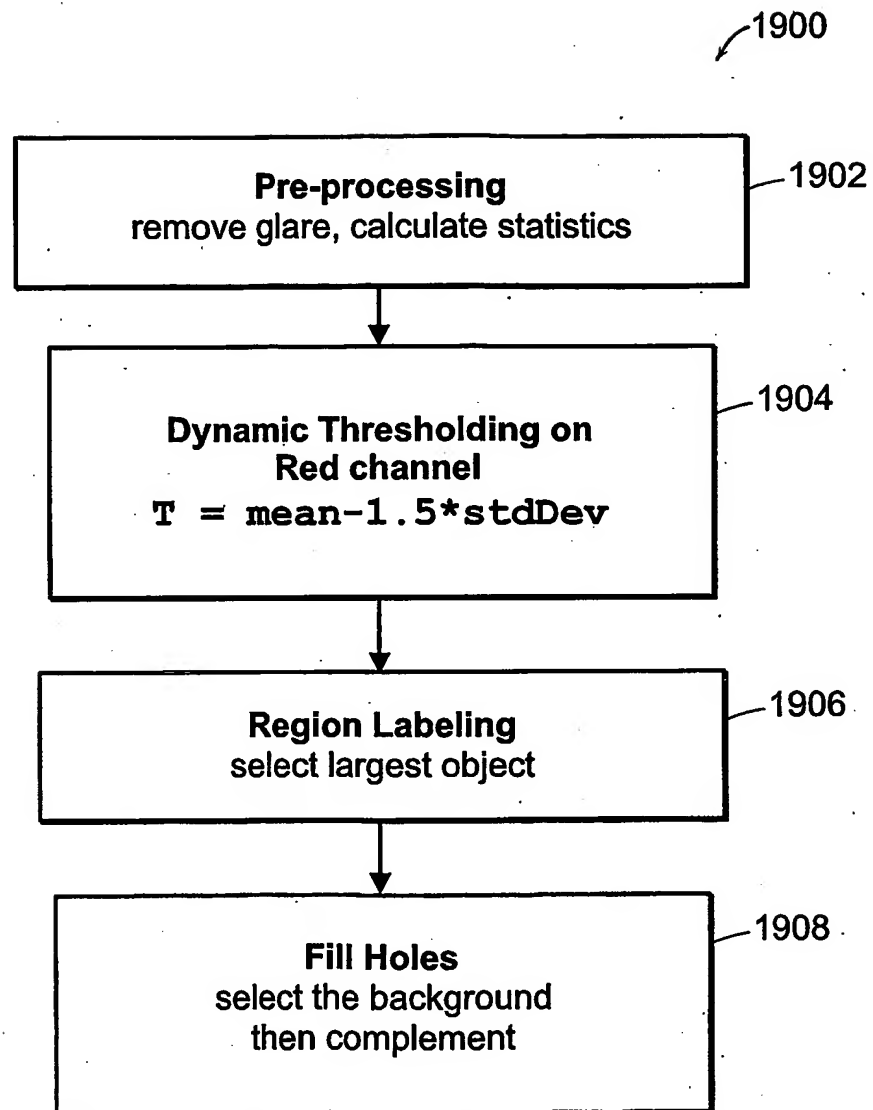 1900
Pre-processing
remove glare, calculate statistics
1902
Dynamic Thresholding on
Red channel
T = mean-1.5*stdDev
1904
Region Labeling
select largest object
1906
Fill Holes
select the background
then complement
1908